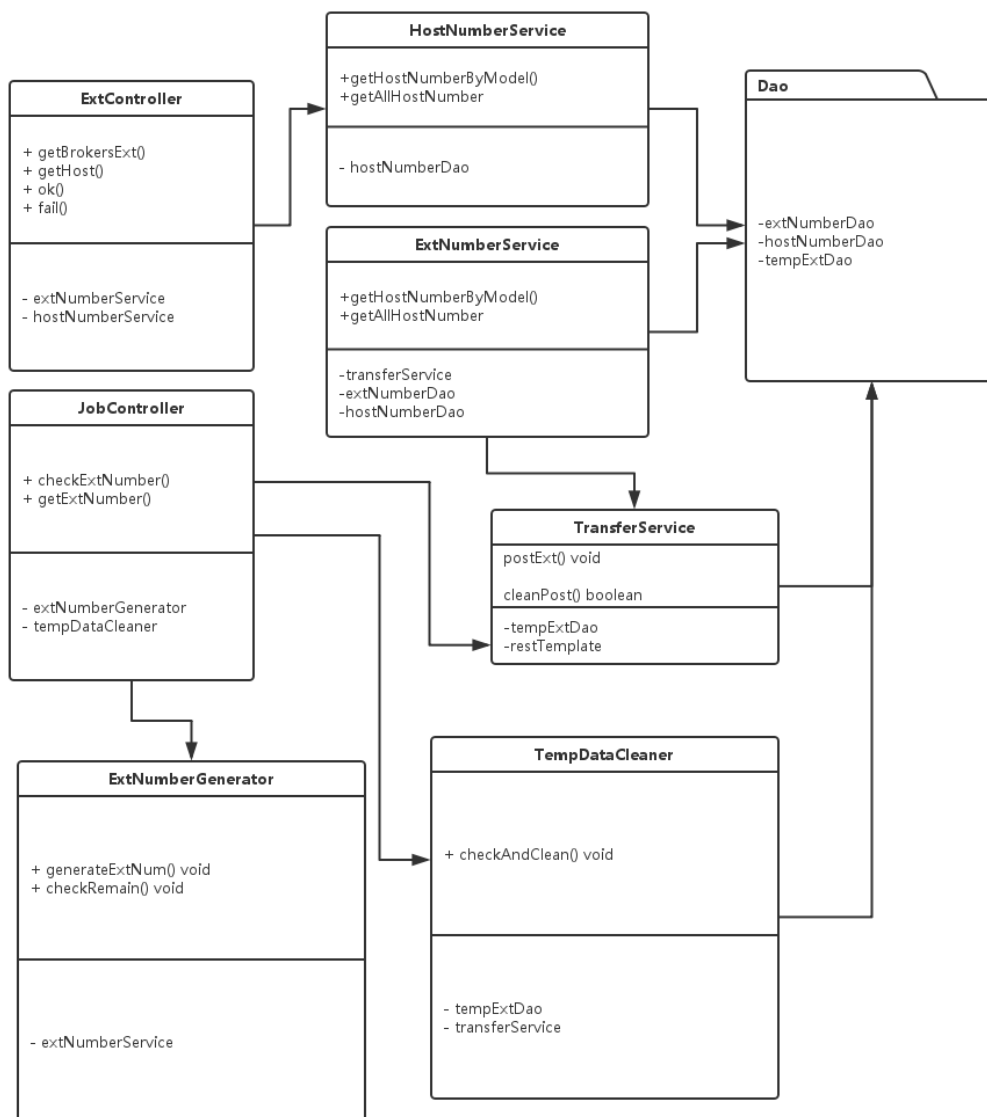 HostNumberService
+getHostNumberByModel()
+getAllHostNumber
- hostNumberDao
ExtController
+ getBrokersExt()
+ getHost()
+ ok()
+ fail()
- extNumberService
- hostNumberService
Dao
-extNumberDao
-hostNumberDao
-tempExtDao
ExtNumberService
+getHostNumberByModel()
+getAllHostNumber
-transferService
-extNumberDao
-hostNumberDao
JobController
+ checkExtNumber()
+ getExtNumber()
- extNumberGenerator
- tempDataCleaner
TransferService
postExt() void
cleanPost() boolean
-tempExtDao
-restTemplate
ExtNumberGenerator
+ generateExtNum() void
+ checkRemain() void
- extNumberService
TempDataCleaner
+ checkAndClean() void
- tempExtDao
- transferService